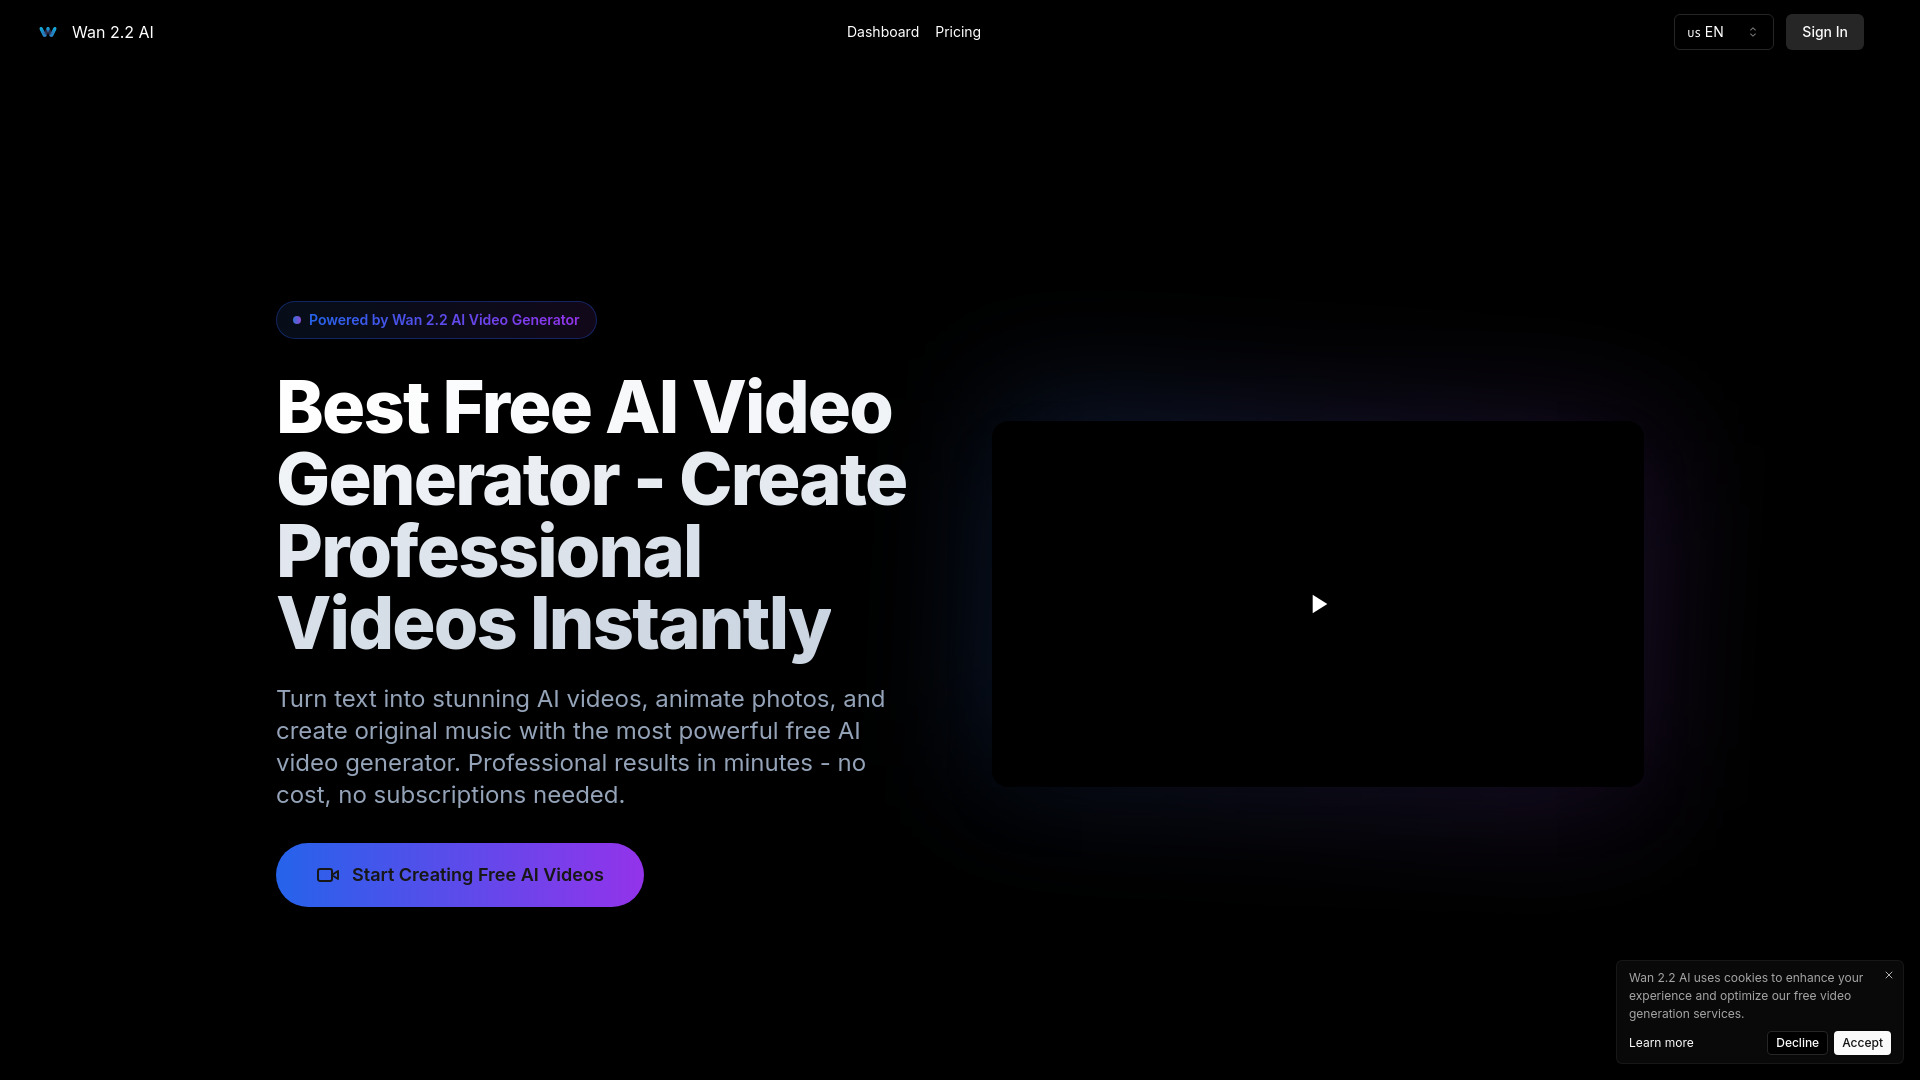 Wan 2.2 AI
Dashboard
Pricing
US EN
Sign In
Powered by Wan 2.2 AI Video Generator
Best Free AI Video
Generator - Create
Professional
Videos Instantly
Turn text into stunning AI videos, animate photos, and
create original music with the most powerful free AI
video generator. Professional results in minutes - no
cost, no subscriptions needed.
Start Creating Free AI Videos
Wan 2.2 AI uses cookies to enhance your
experience and optimize our free video
generation services.
Learn more
Decline
Accept